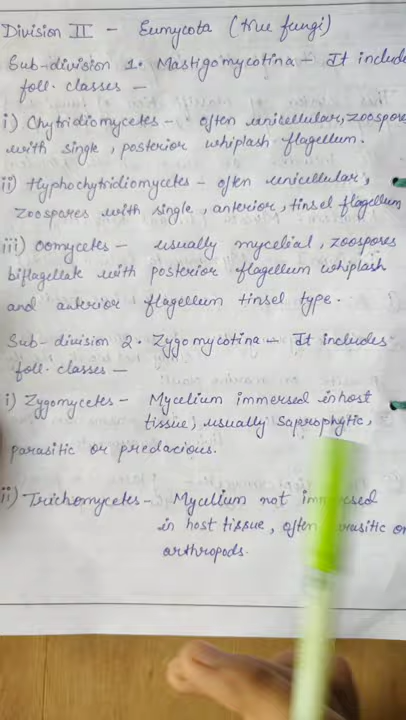 Division II - Eumycota (true fungi)
Sub-division 1. Mastigomycotina - It include
foll. classes -
i) Chytridiomycetes - often unicellular, zoospore
with single, posterior whiplash flagellum.
ii) Hyphochytridiomycetes - often unicellular,
zoospores with single, anterior, tinsel flagellum
iii) Oomycetes - usually mycelial, zoospores
biflagellate with posterior flagellum whiplash
and anterior flagellum tinsel type.
Sub-division 2. Zygomycotina - It includes
foll. classes -
i) Zygomycetes - Mycelium immersed in host
tissue, usually saprophytic,
parasitic or predacious.
ii) Trichomycetes - Mycelium not immersed
in host tissue, often parasitic on
arthropods.